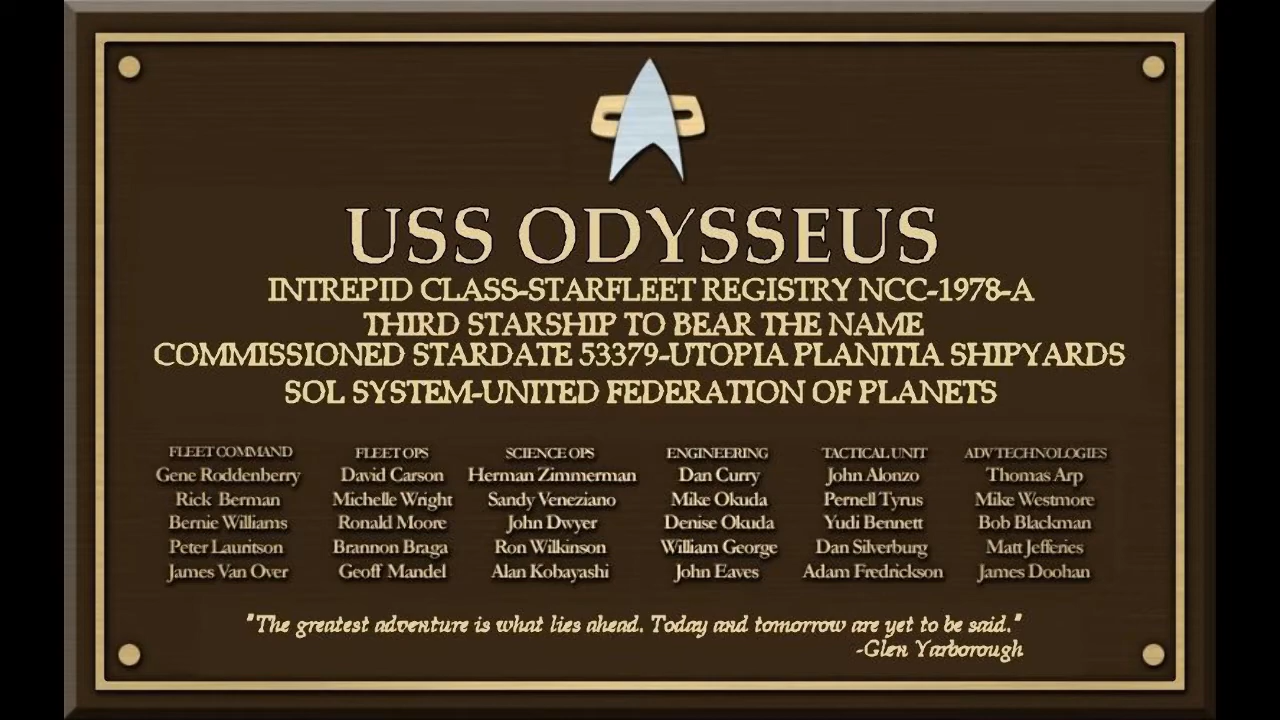 USS ODYSSEUS
INTREPID CLASS-STARFLEET REGISTRY NCC-1978-A
THIRD STARSHIP TO BEAR THE NAME
COMMISSIONED STARDATE 53379-UTOPIA PLANITIA SHIPYARDS
SOL SYSTEM-UNITED FEDERATION OF PLANETS
FLEET COMMAND
Gene Roddenberry
Rick Berman
Bernie Williams
Peter Lauritson
James Van Over
FLEET OPS
David Carson
Michelle Wright
Ronald Moore
Brannon Braga
Geoff Mandel
SCIENCE OPS
Herman Zimmerman
Sandy Veneziano
John Dwyer
Ron Wilkinson
Alan Kobayashi
ENGINEERING
Dan Curry
Mike Okuda
Denise Okuda
William George
John Eaves
TACTICAL UNIT
John Alonzo
Pernell Tyrus
Yudi Bennett
Dan Silverburg
Adam Fredrickson
ADV TECHNOLOGIES
Thomas Arp
Mike Westmore
Bob Blackman
Matt Jefferies
James Doohan
"The greatest adventure is what lies ahead. Today and tomorrow are yet to be said."
-Glen Yarborough